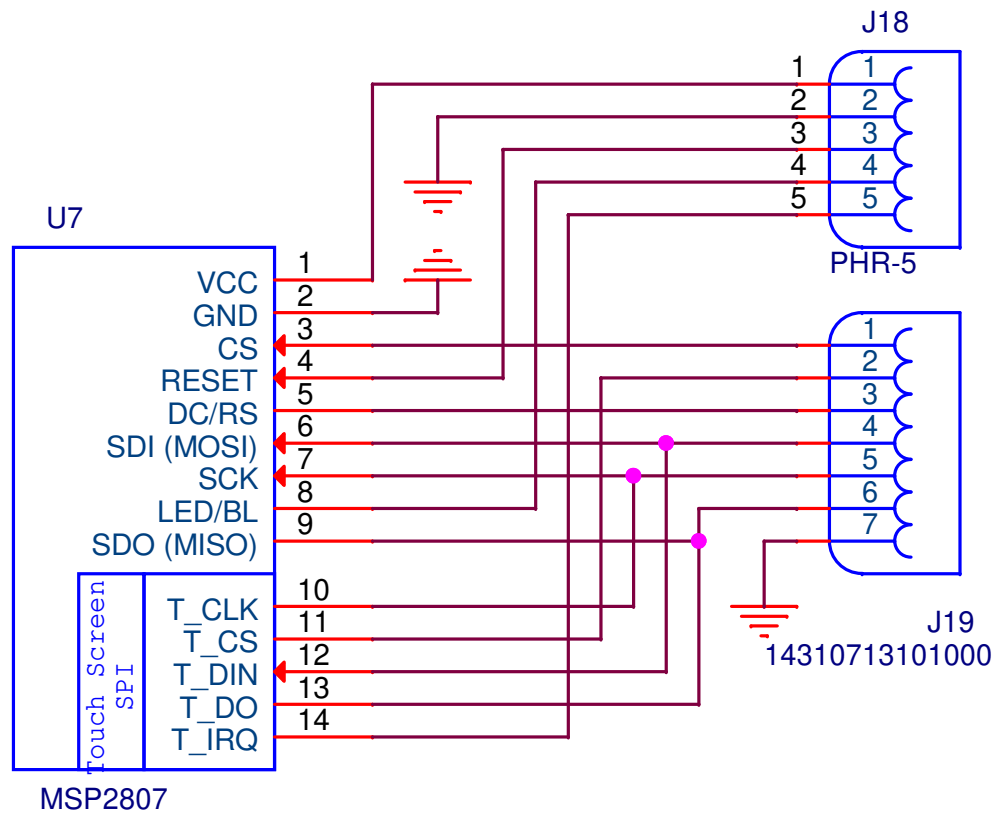 J18
1 1
2 2
3 3
4 4
5 5
PHR-5
U7
VCC 1
GND 2
CS 3
RESET 4
DC/RS 5
SDI (MOSI) 6
SCK 7
LED/BL 8
SDO (MISO) 9
T_CLK 10
T_CS 11
T_DIN 12
T_DO 13
T_IRQ 14
Touch Screen
SPI
MSP2807
1
2
3
4
5
6
7
J19
14310713101000